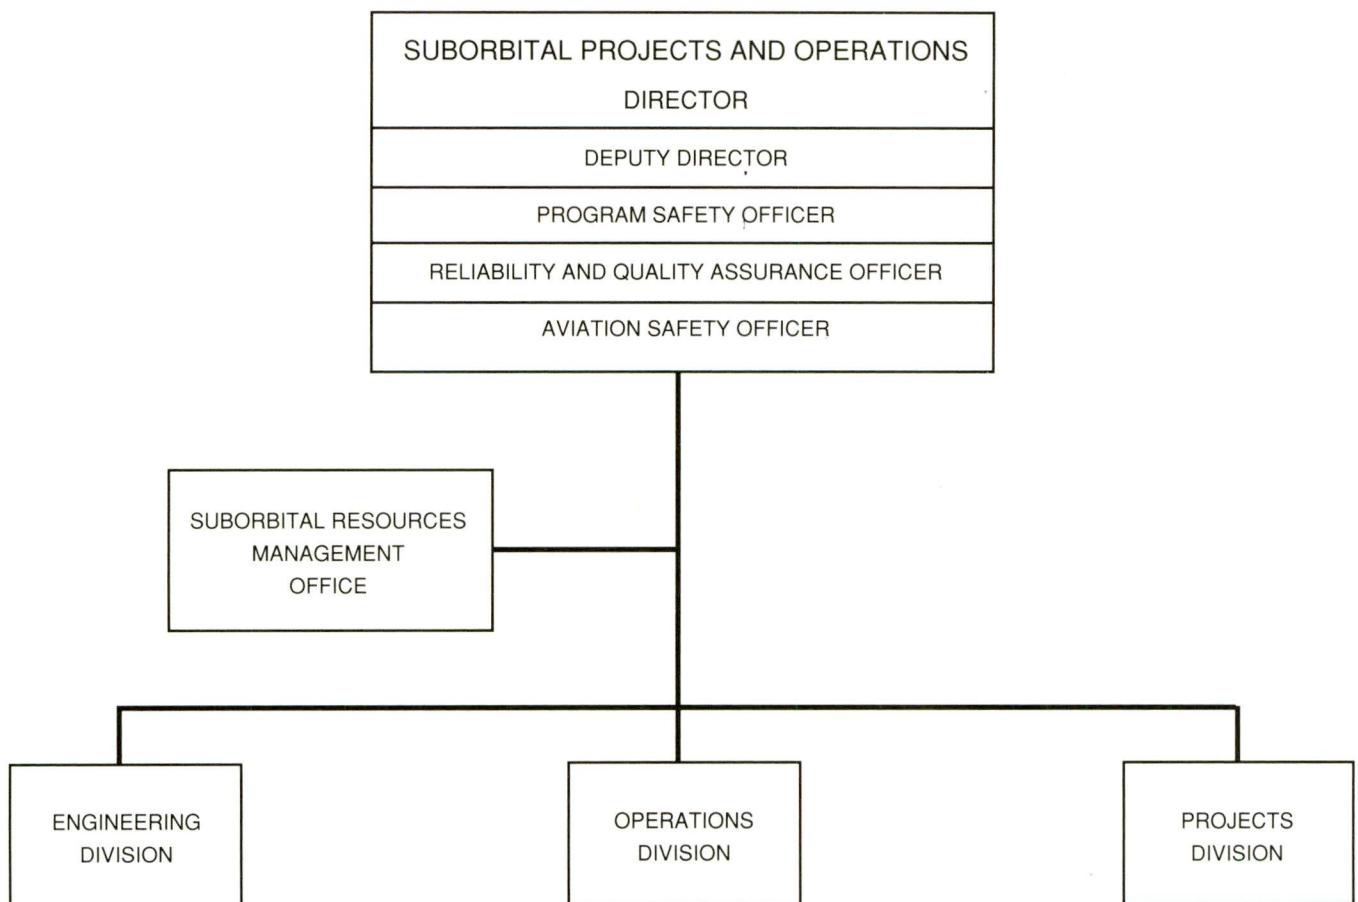 SUBORBITAL PROJECTS AND OPERATIONS
DIRECTOR
DEPUTY DIRECTOR
PROGRAM SAFETY OFFICER
RELIABILITY AND QUALITY ASSURANCE OFFICER
AVIATION SAFETY OFFICER
SUBORBITAL RESOURCES
MANAGEMENT
OFFICE
ENGINEERING
DIVISION
OPERATIONS
DIVISION
PROJECTS
DIVISION